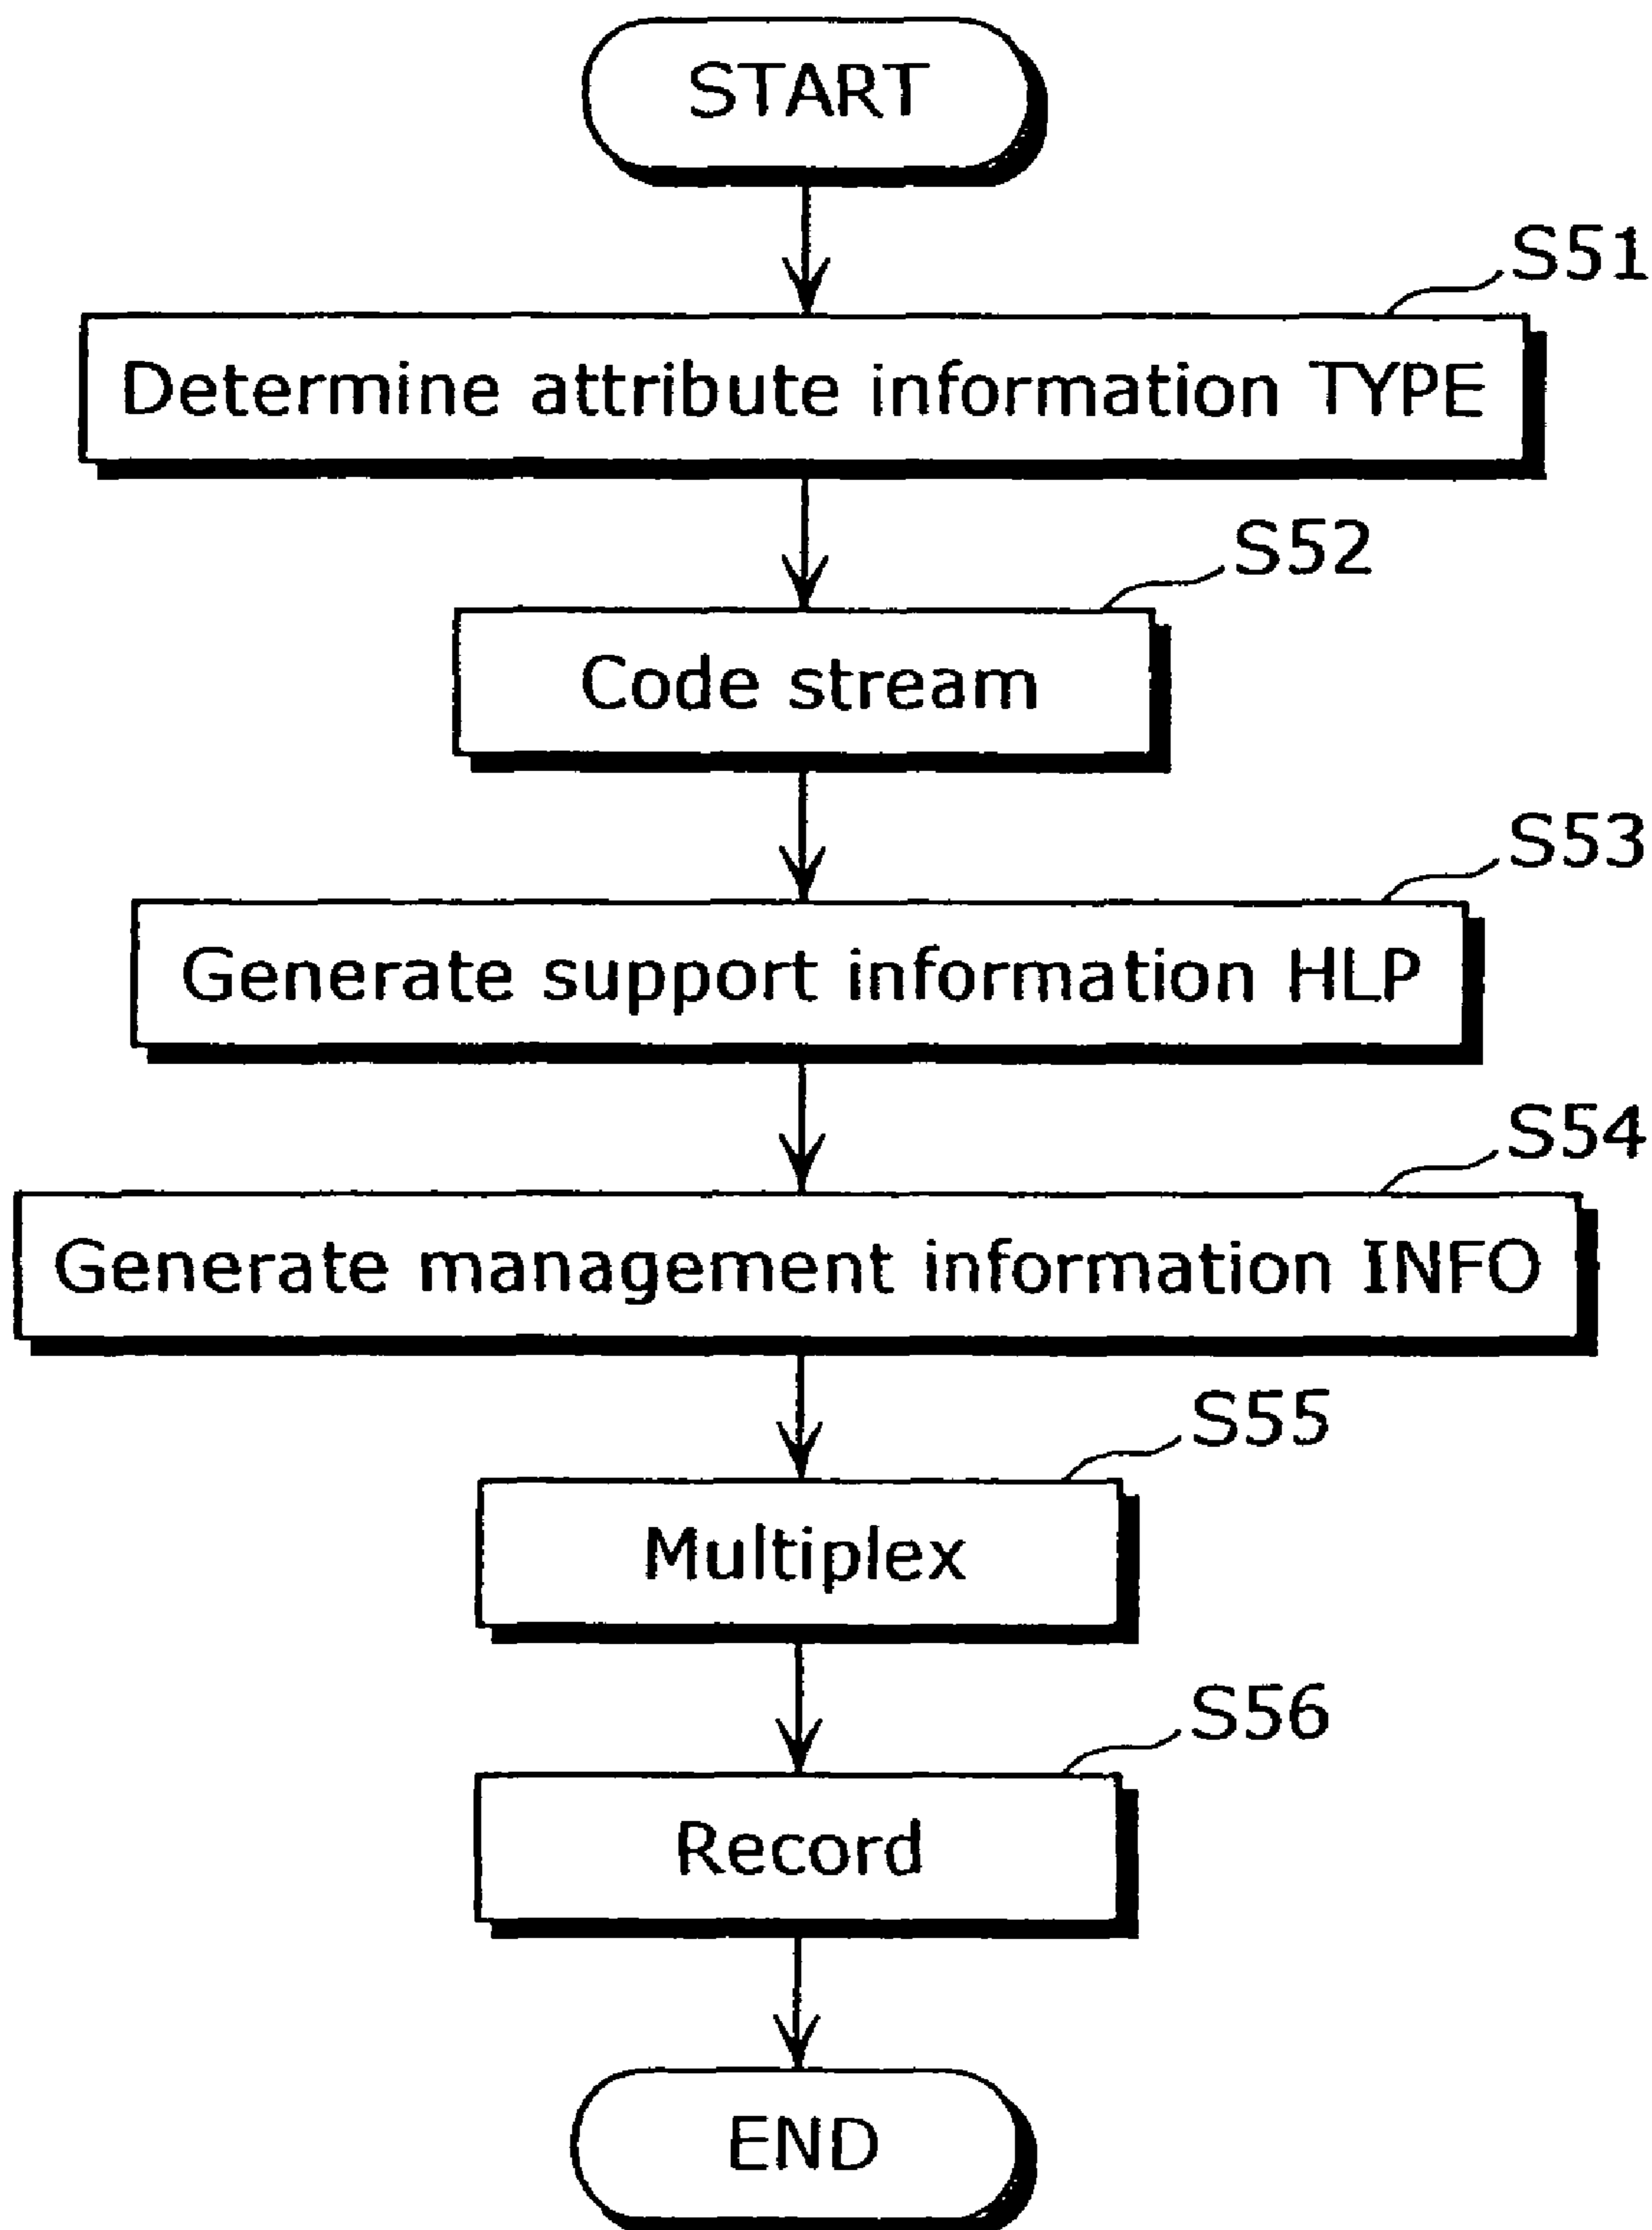 START
S51
Determine attribute information TYPE
S52
Code stream
S53
Generate support information HLP
S54
Generate management information INFO
S55
Multiplex
S56
Record
END